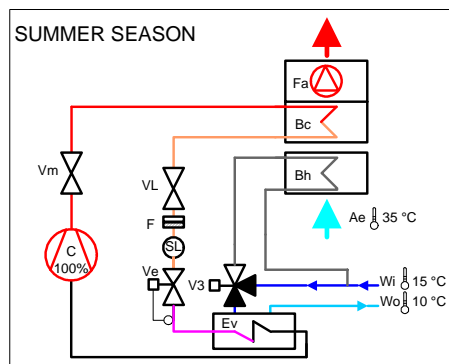 SUMMER SEASON
Fa
Bc
Vm
VL
Bh
F
Ae 35 °C
SL
C
100%
Ve
V3
Wi 15 °C
Wo 10 °C
Ev